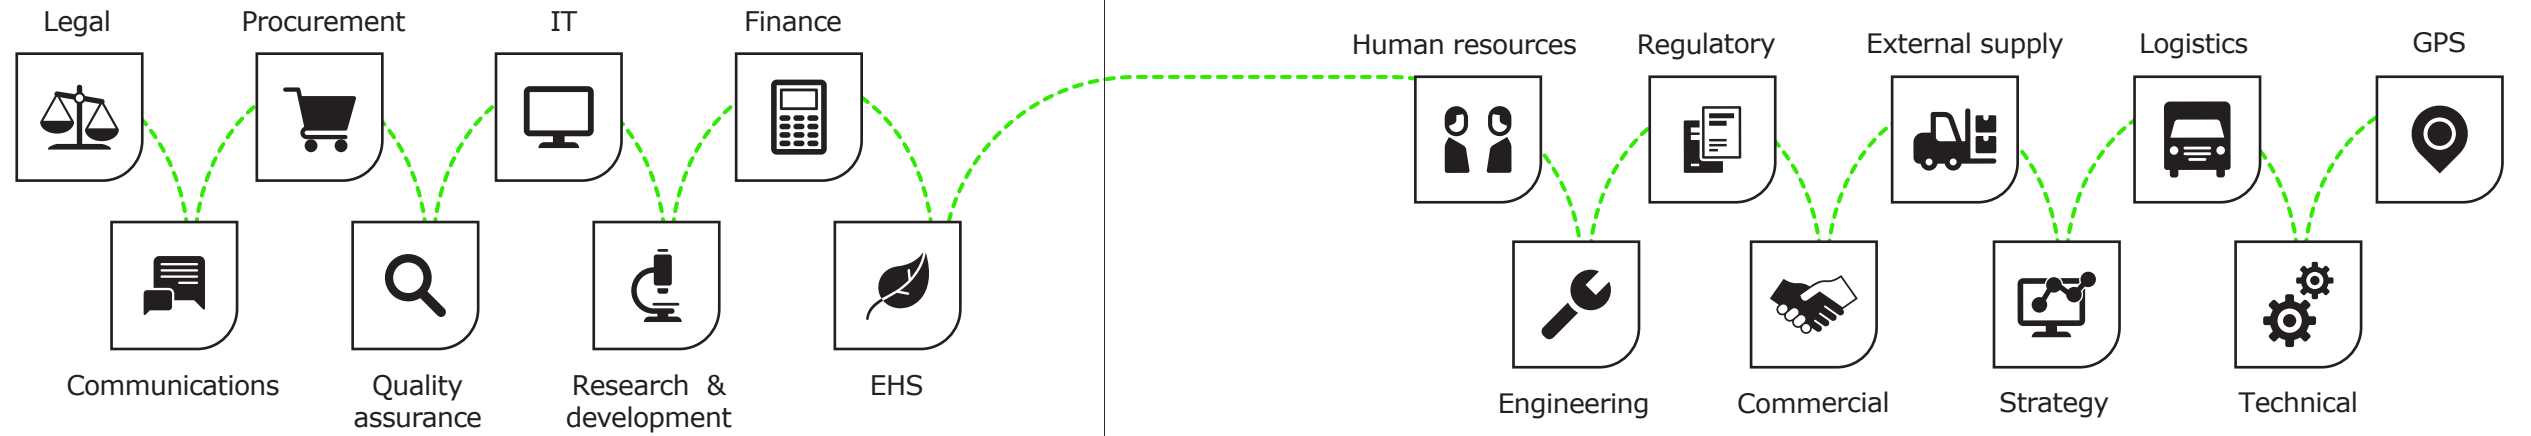 Legal
Procurement
IT
Finance
Communications
Quality
assurance
Research &
development
EHS
Human resources
Regulatory
External supply
Logistics
GPS
Engineering
Commercial
Strategy
Technical